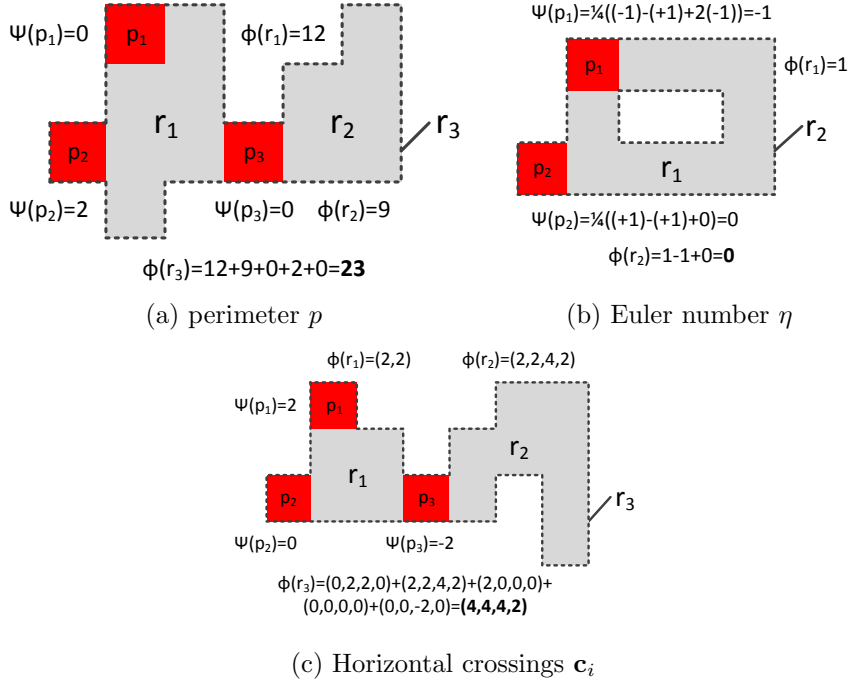 Ψ(p₁)=0
p₁
ϕ(r₁)=12
r₁
r₂
r₃
p₂
p₃
Ψ(p₂)=2
Ψ(p₃)=0
ϕ(r₂)=9
ϕ(r₃)=12+9+0+2+0=23
(a) perimeter p
Ψ(p₁)=¼((-1)-(+1)+2(-1))=-1
p₁
ϕ(r₁)=1
r₂
p₂
r₁
Ψ(p₂)=¼((+1)-(+1)+0)=0
ϕ(r₂)=1-1+0=0
(b) Euler number η
ϕ(r₁)=(2,2)
ϕ(r₂)=(2,2,4,2)
Ψ(p₁)=2
p₁
r₂
r₁
p₂
p₃
r₃
Ψ(p₂)=0
Ψ(p₃)=-2
ϕ(r₃)=(0,2,2,0)+(2,2,4,2)+(2,0,0,0)+
(0,0,0,0)+(0,0,-2,0)=(4,4,4,2)
(c) Horizontal crossings cᵢ